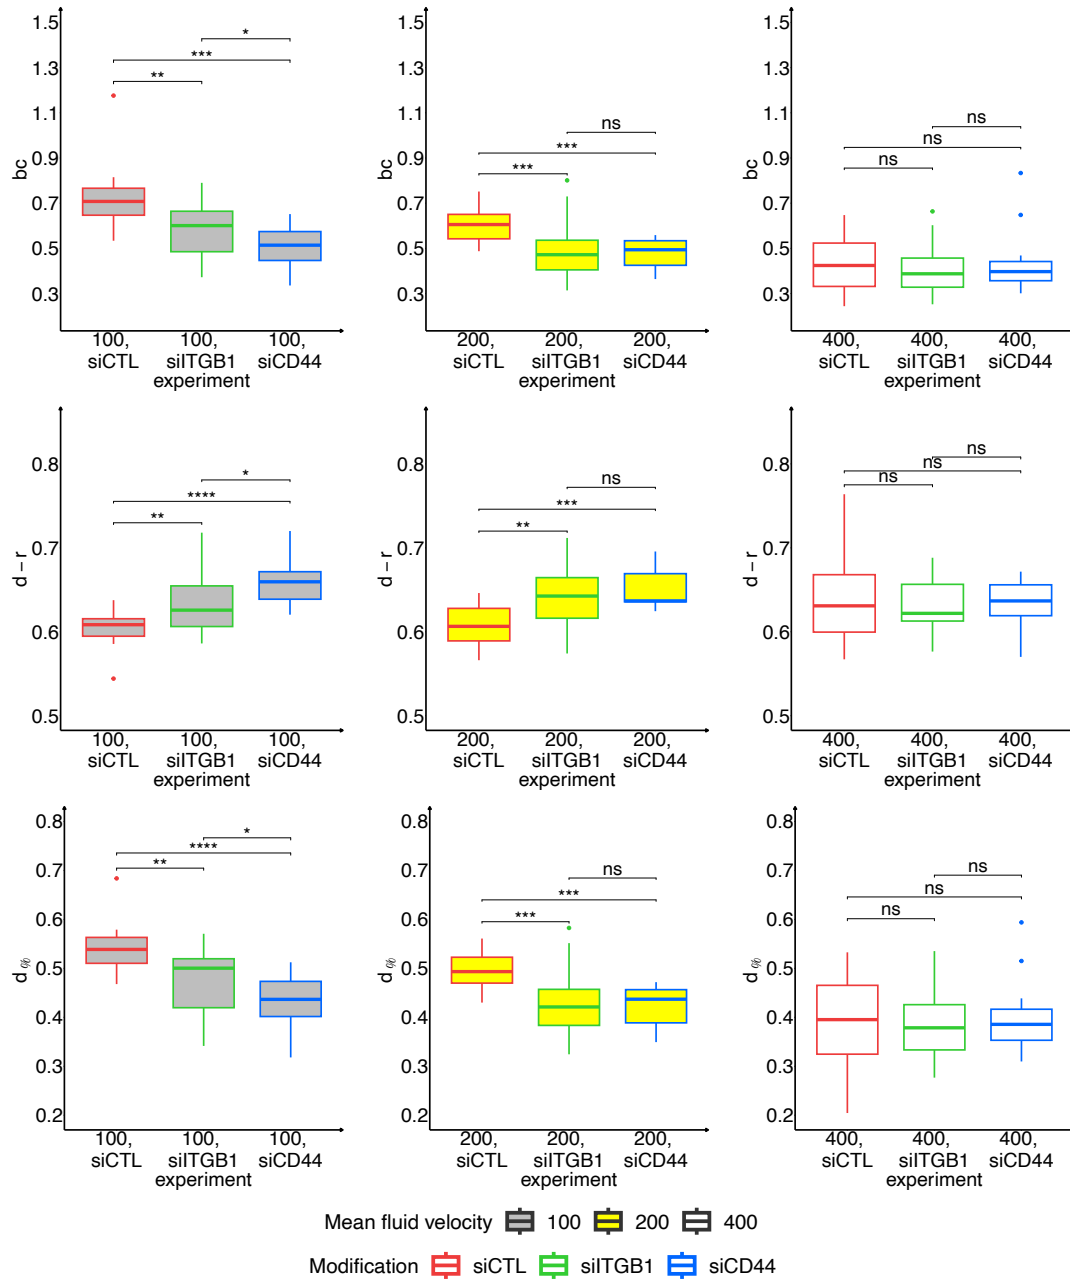 1.5
1.3
1.1
0.9
0.7
0.5
0.3
bc
*
***
**
100, 100, 100,
siCTL siITGB1 siCD44
experiment
1.5
1.3
1.1
0.9
0.7
0.5
0.3
bc
ns
***
***
200, 200, 200,
siCTL siITGB1 siCD44
experiment
1.5
1.3
1.1
0.9
0.7
0.5
0.3
bc
ns
ns
ns
400, 400, 400,
siCTL siITGB1 siCD44
experiment
0.8
0.7
0.6
0.5
d − r
*
****
**
100, 100, 100,
siCTL siITGB1 siCD44
experiment
0.8
0.7
0.6
0.5
d − r
ns
***
**
200, 200, 200,
siCTL siITGB1 siCD44
experiment
0.8
0.7
0.6
0.5
d − r
ns
ns
ns
400, 400, 400,
siCTL siITGB1 siCD44
experiment
0.8
0.7
0.6
0.5
0.4
0.3
0.2
d%
*
****
**
100, 100, 100,
siCTL siITGB1 siCD44
experiment
0.8
0.7
0.6
0.5
0.4
0.3
0.2
d%
ns
***
***
200, 200, 200,
siCTL siITGB1 siCD44
experiment
0.8
0.7
0.6
0.5
0.4
0.3
0.2
d%
ns
ns
ns
400, 400, 400,
siCTL siITGB1 siCD44
experiment
Mean fluid velocity 100 200 400
Modification siCTL siITGB1 siCD44